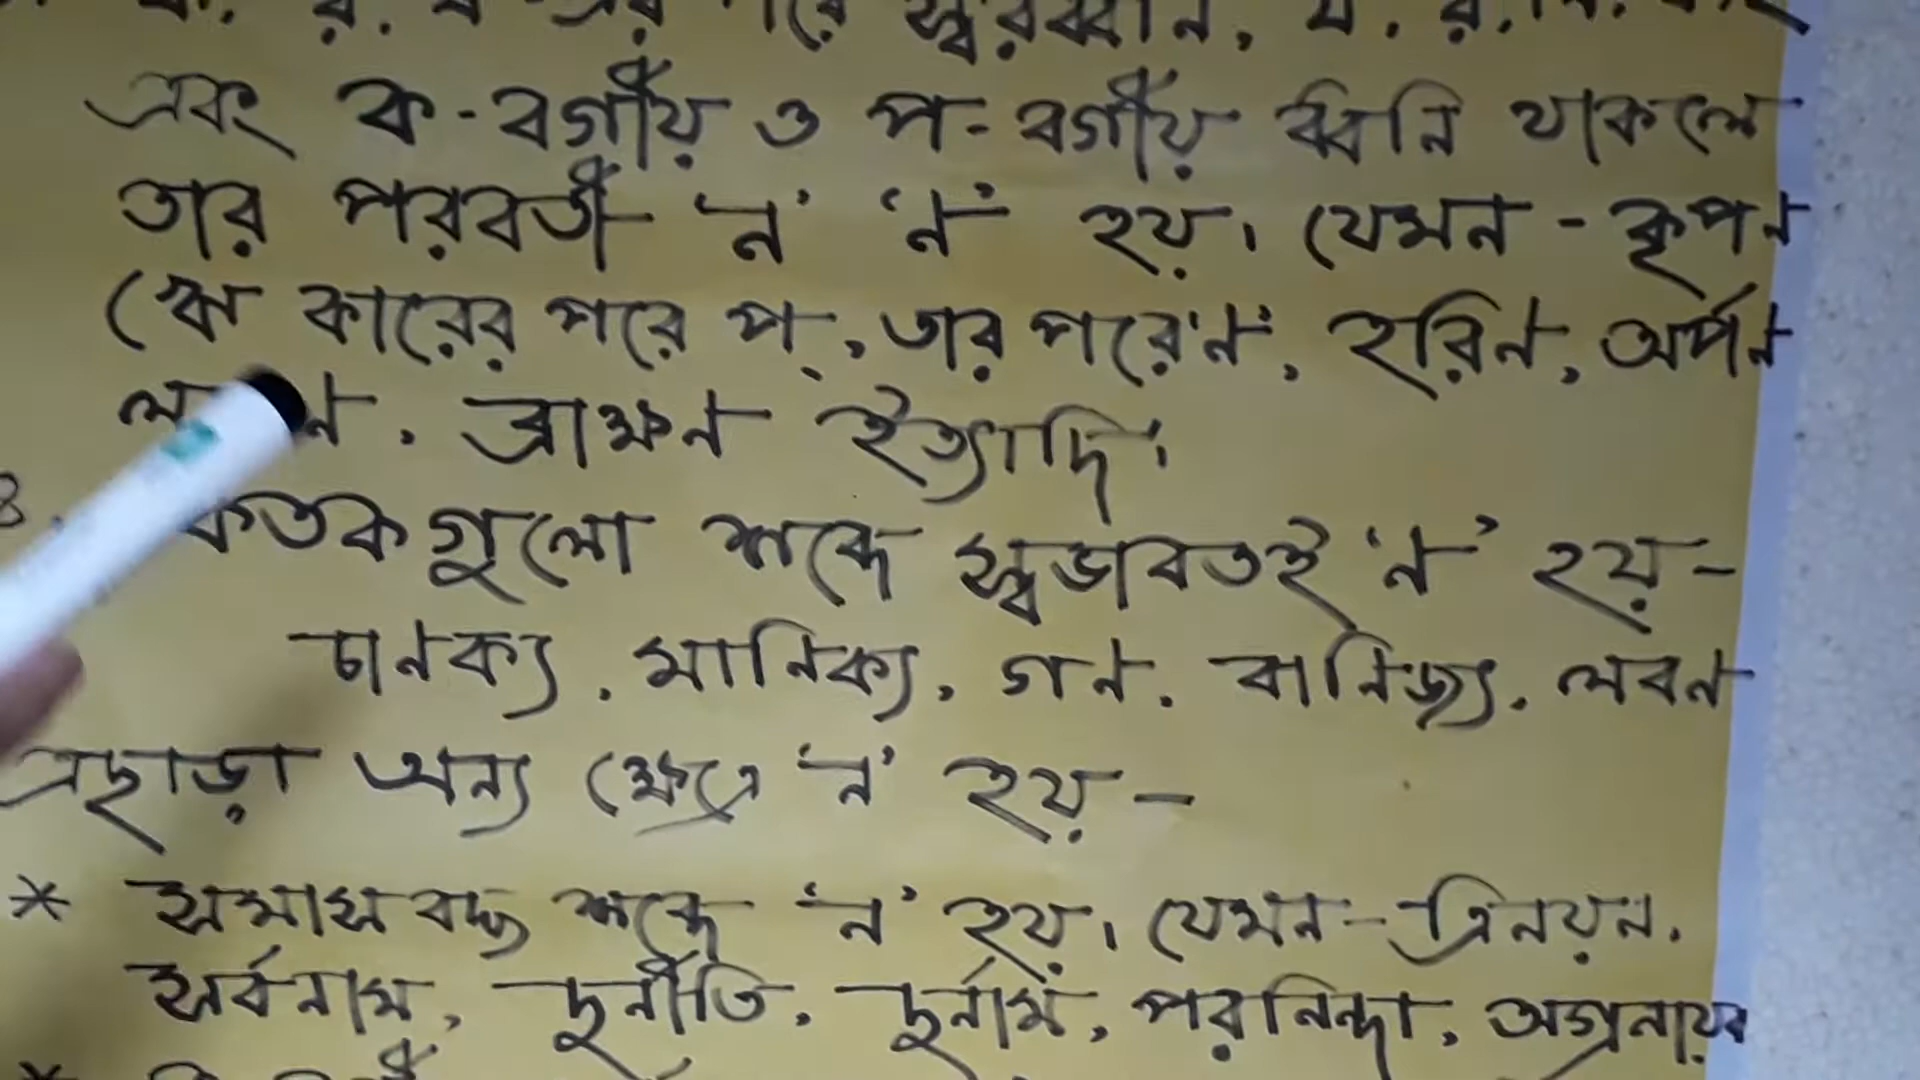 এবং ক-বর্গীয় ও প-বর্গীয় ধ্বনি থাকলে
তার পরবর্তী 'ন' 'ণ' হয়। যেমন - কৃপণ
(ঋ কারের পরে প্, তার পরে 'ণ', হরিণ, অর্পণ
ব্রাহ্মণ ইত্যাদি।
কতকগুলো শব্দে স্বভাবতই 'ণ' হয় -
চাণক্য, মাণিক্য, গণ, বাণিজ্য, লবণ
এছাড়া অন্য ক্ষেত্রে 'ন' হয় -
* সমাসবদ্ধ শব্দে 'ন' হয়। যেমন - ত্রিনয়ন,
সর্বনাম, দুর্নীতি, দুর্নাম, পরনিন্দা, অগ্রনায়ক